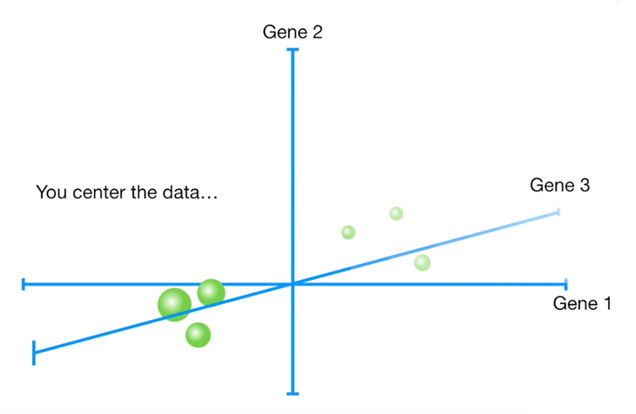 Gene 2
You center the data…
Gene 3
Gene 1